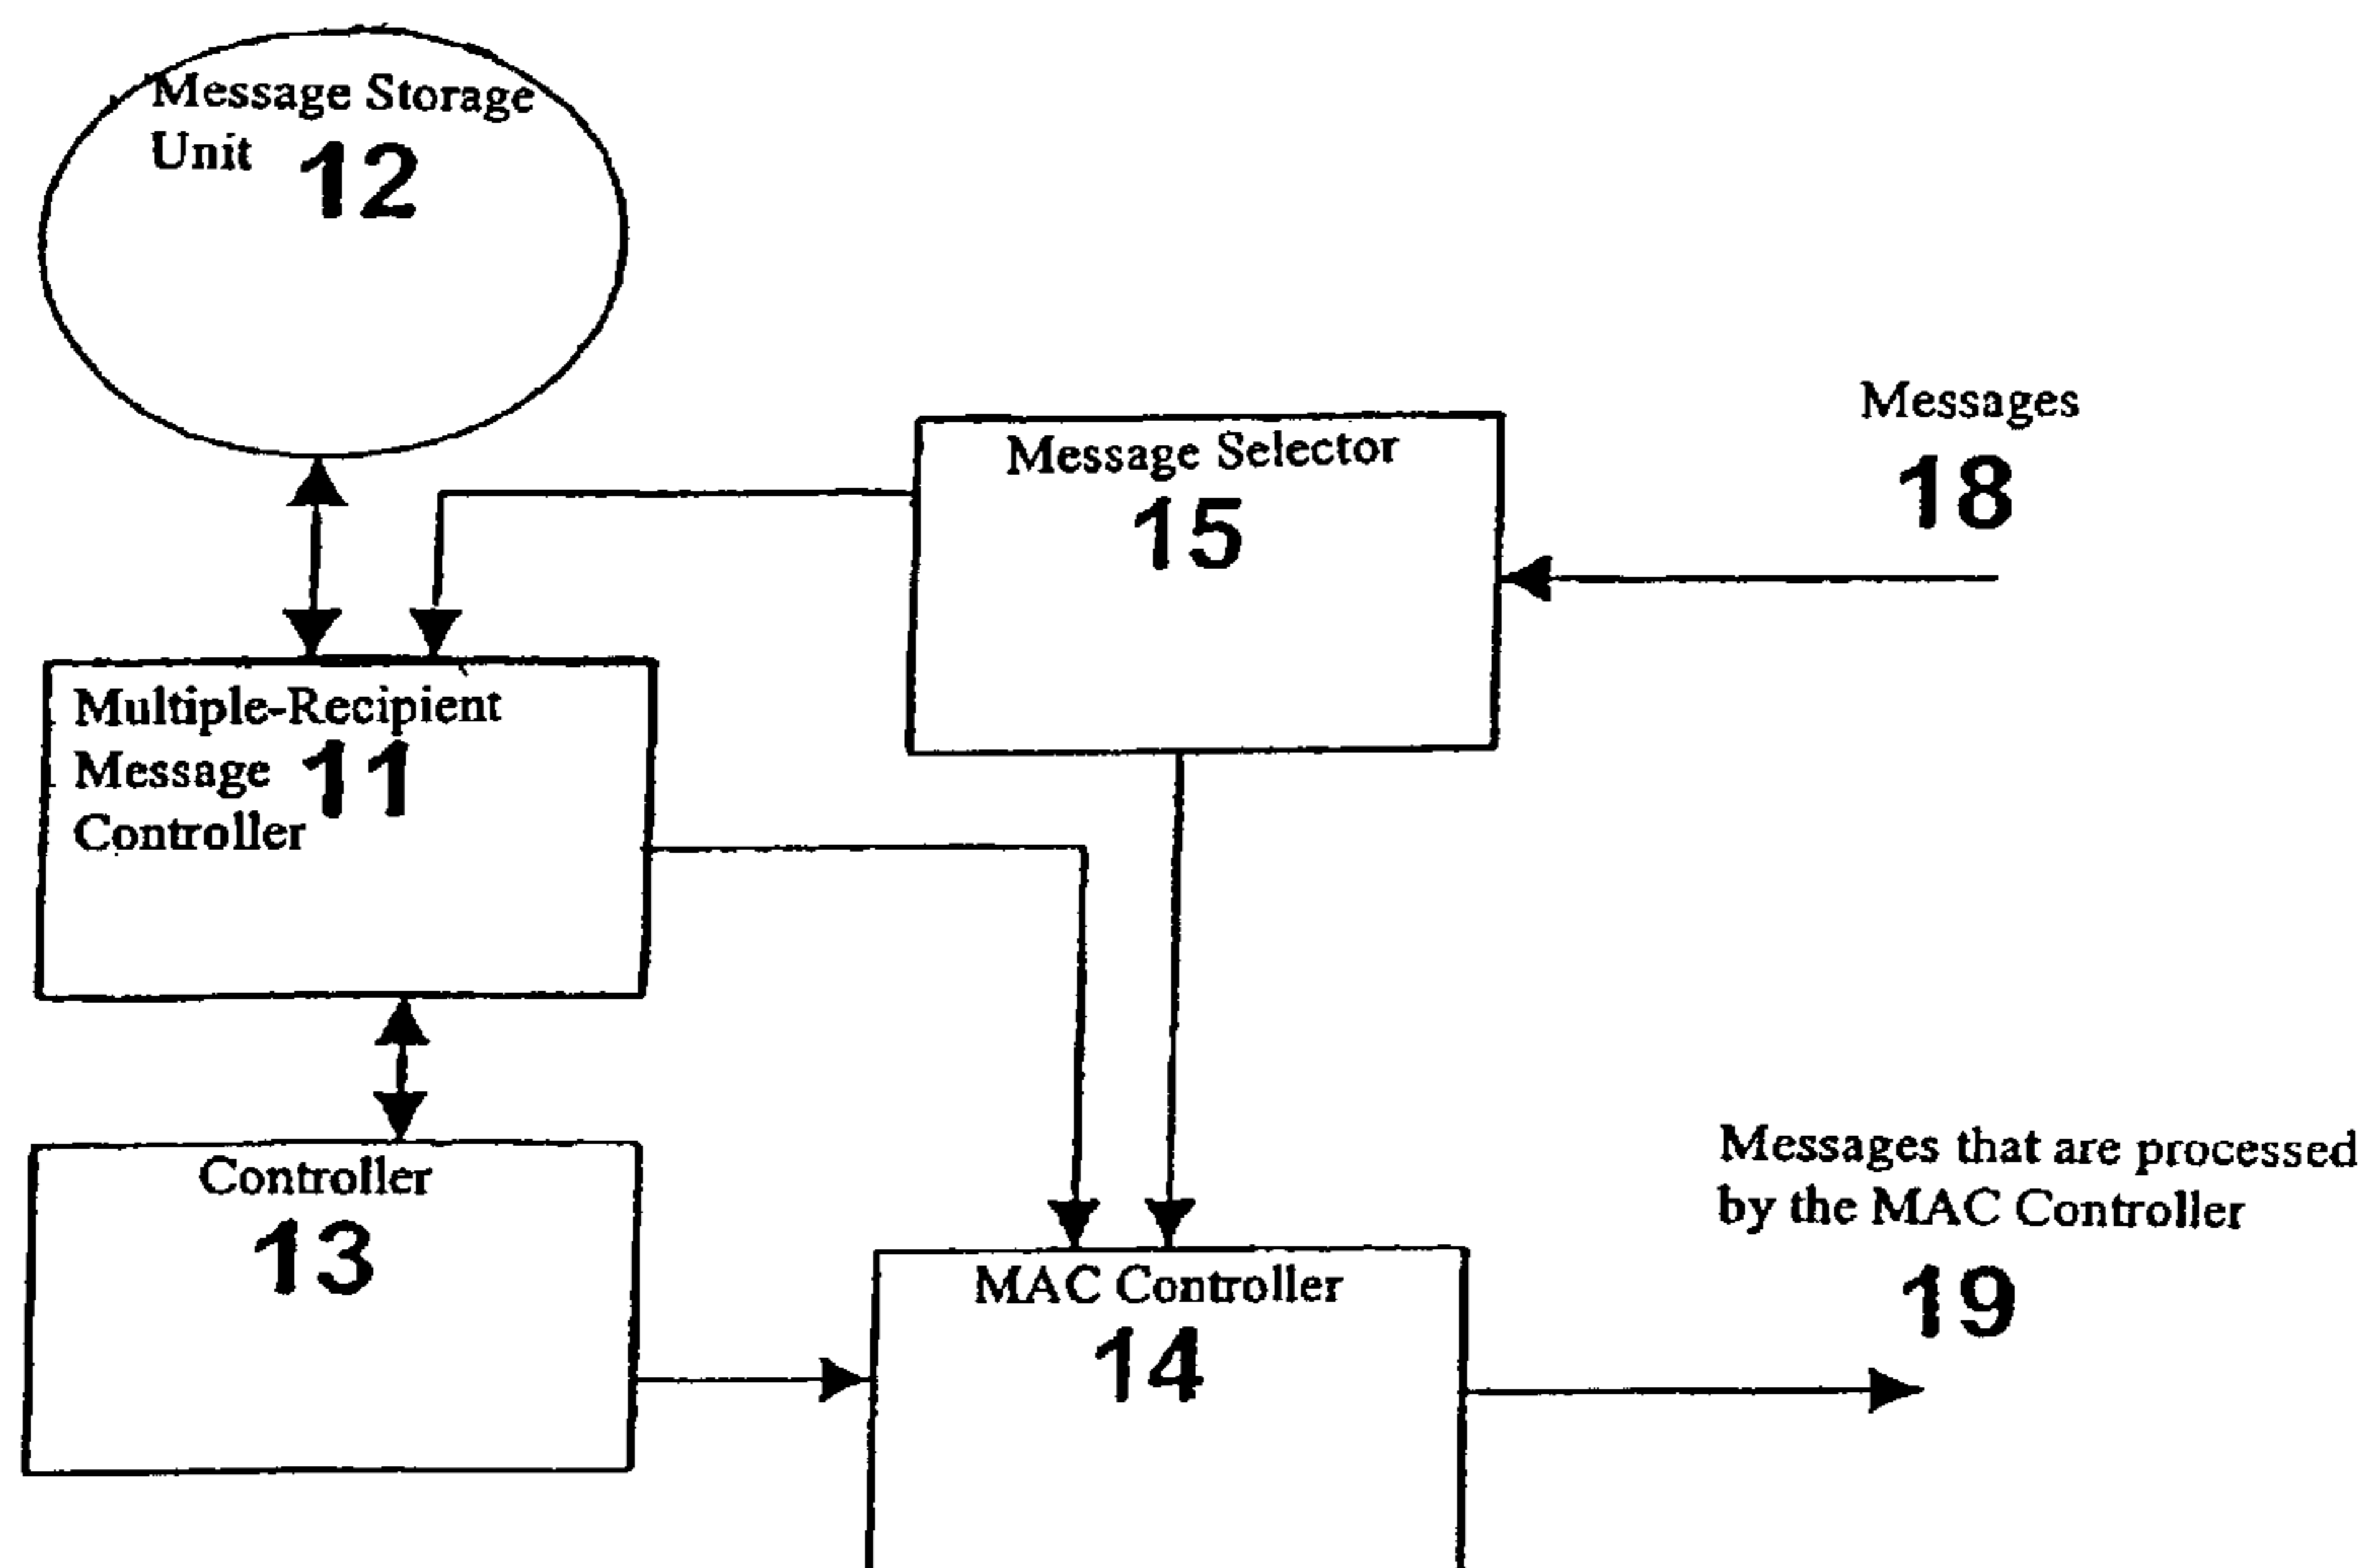 Message Storage
Unit 12
Message Selector
15
Messages
18
Multiple-Recipient
Message 11
Controller
Controller
13
MAC Controller
14
Messages that are processed
by the MAC Controller
19